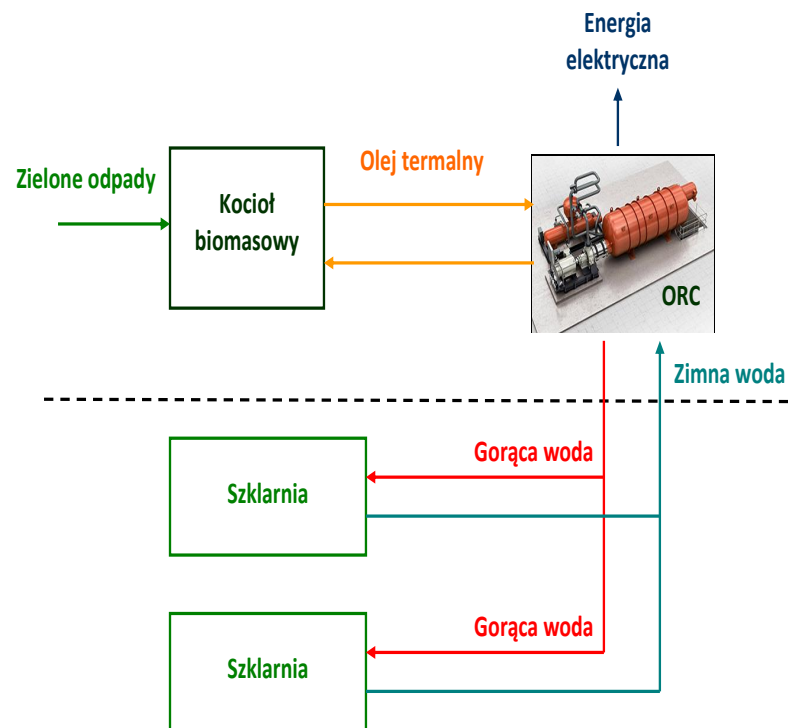 Energia
elektryczna
Olej termalny
Zielone odpady
Kocioł
biomasowy
ORC
Zimna woda
Gorąca woda
Szklarnia
Gorąca woda
Szklarnia